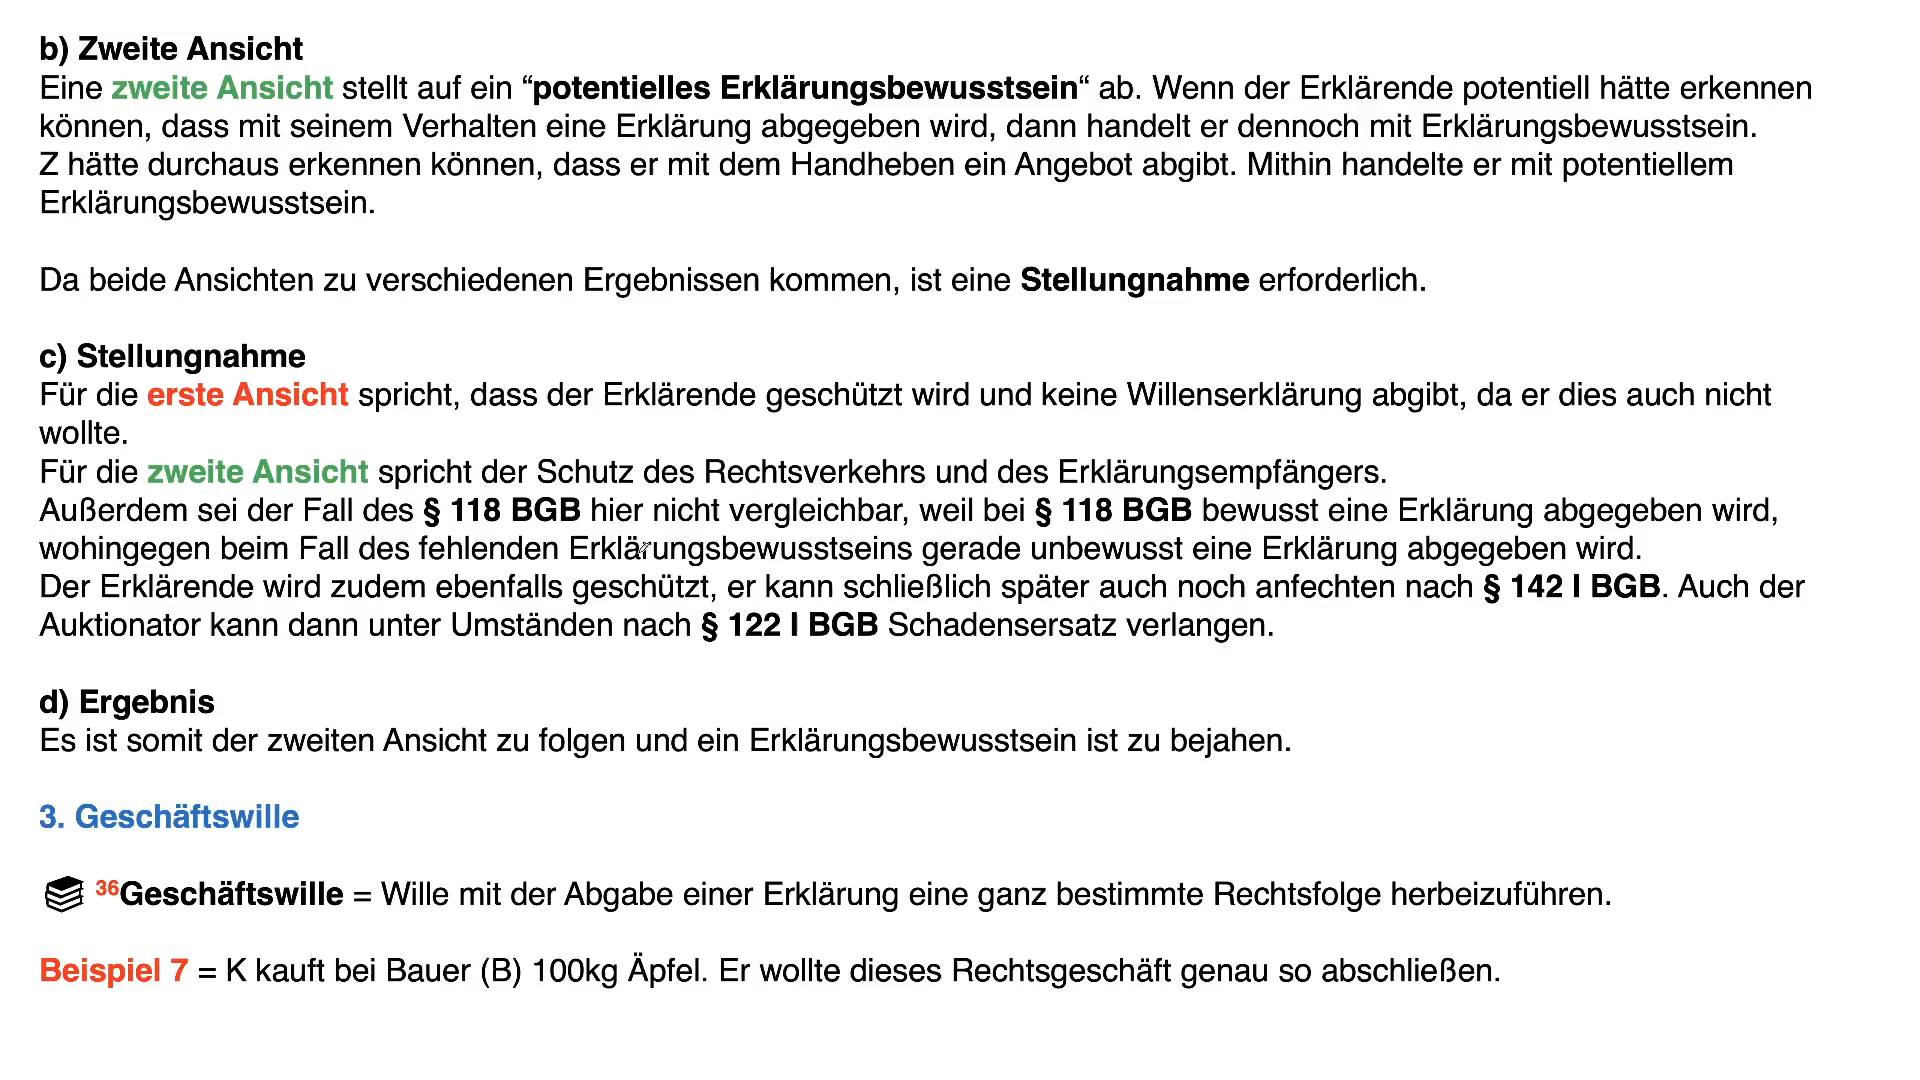 b) Zweite Ansicht
Eine zweite Ansicht stellt auf ein “potentielles Erklärungsbewusstsein“ ab. Wenn der Erklärende potentiell hätte erkennen
können, dass mit seinem Verhalten eine Erklärung abgegeben wird, dann handelt er dennoch mit Erklärungsbewusstsein.
Z hätte durchaus erkennen können, dass er mit dem Handheben ein Angebot abgibt. Mithin handelte er mit potentiellem
Erklärungsbewusstsein.
Da beide Ansichten zu verschiedenen Ergebnissen kommen, ist eine Stellungnahme erforderlich.
c) Stellungnahme
Für die erste Ansicht spricht, dass der Erklärende geschützt wird und keine Willenserklärung abgibt, da er dies auch nicht
wollte.
Für die zweite Ansicht spricht der Schutz des Rechtsverkehrs und des Erklärungsempfängers.
Außerdem sei der Fall des § 118 BGB hier nicht vergleichbar, weil bei § 118 BGB bewusst eine Erklärung abgegeben wird,
wohingegen beim Fall des fehlenden Erklärungsbewusstseins gerade unbewusst eine Erklärung abgegeben wird.
Der Erklärende wird zudem ebenfalls geschützt, er kann schließlich später auch noch anfechten nach § 142 I BGB. Auch der
Auktionator kann dann unter Umständen nach § 122 I BGB Schadensersatz verlangen.
d) Ergebnis
Es ist somit der zweiten Ansicht zu folgen und ein Erklärungsbewusstsein ist zu bejahen.
3. Geschäftswille
36Geschäftswille = Wille mit der Abgabe einer Erklärung eine ganz bestimmte Rechtsfolge herbeizuführen.
Beispiel 7 = K kauft bei Bauer (B) 100kg Äpfel. Er wollte dieses Rechtsgeschäft genau so abschließen.